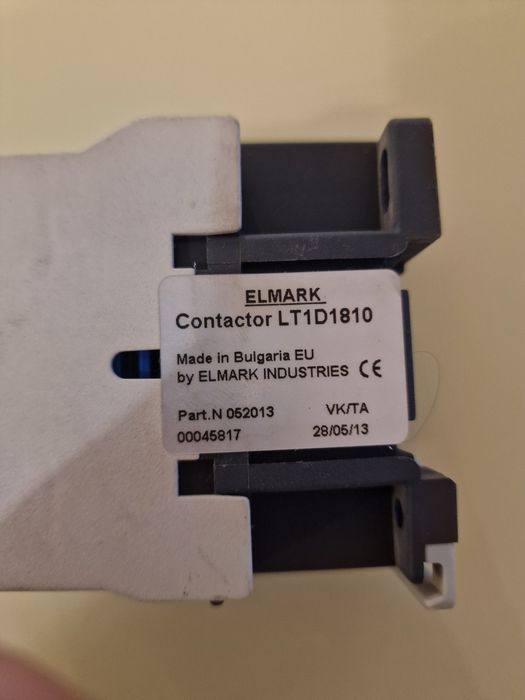 ELMARK
Contactor LT1D1810
Made in Bulgaria EU
by ELMARK INDUSTRIES CE
Part.N 052013 VK/TA
00045817 28/05/13